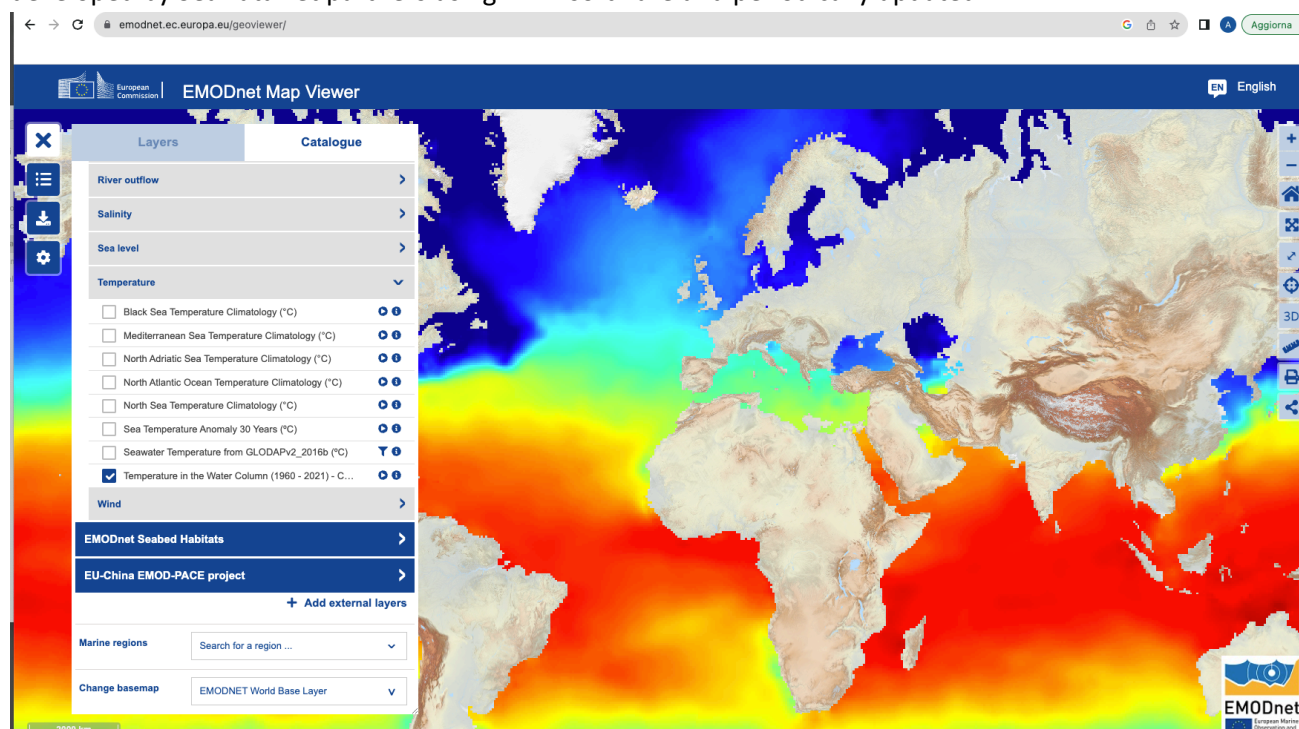 emodnet.ec.europa.eu/geoviewer/
Aggiorna
European
Commission
EMODnet Map Viewer
EN English
Layers Catalogue
River outflow
Salinity
Sea level
Temperature
Black Sea Temperature Climatology (°C)
Mediterranean Sea Temperature Climatology (°C)
North Adriatic Sea Temperature Climatology (°C)
North Atlantic Ocean Temperature Climatology (°C)
North Sea Temperature Climatology (°C)
Sea Temperature Anomaly 30 Years (°C)
Seawater Temperature from GLODAPv2_2016b (°C)
Temperature in the Water Column (1960 - 2021) - C...
Wind
EMODnet Seabed Habitats
EU-China EMOD-PACE project
+ Add external layers
Marine regions Search for a region ...
Change basemap EMODNET World Base Layer
3D
EMODnet
European Marine